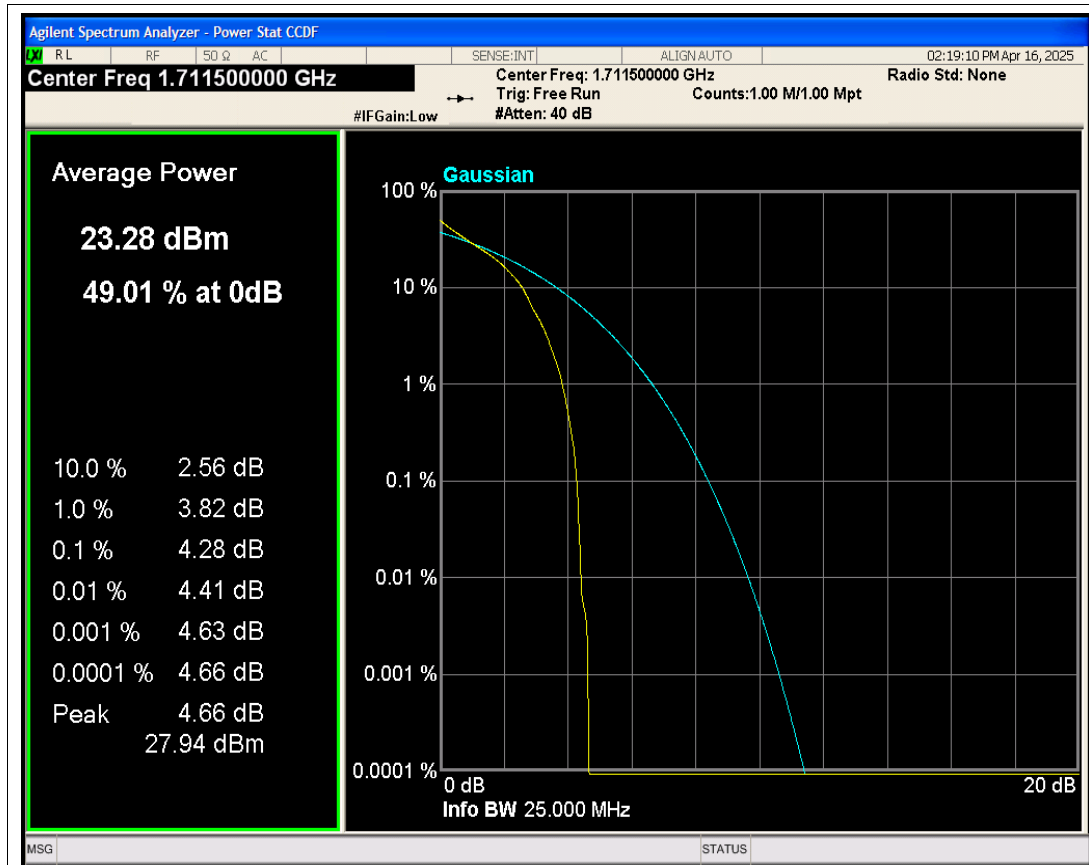 Agilent Spectrum Analyzer - Power Stat CCDF
LXI RL RF 50 Ω AC SENSE:INT ALIGN AUTO 02:19:10 PM Apr 16, 2025
Center Freq 1.711500000 GHz
Center Freq: 1.711500000 GHz Radio Std: None
Trig: Free Run Counts:1.00 M/1.00 Mpt
#IFGain:Low #Atten: 40 dB
Average Power
23.28 dBm
49.01 % at 0dB
10.0 % 2.56 dB
1.0 % 3.82 dB
0.1 % 4.28 dB
0.01 % 4.41 dB
0.001 % 4.63 dB
0.0001 % 4.66 dB
Peak 4.66 dB
27.94 dBm
Gaussian
100 %
10 %
1 %
0.1 %
0.01 %
0.001 %
0.0001 %
0 dB 20 dB
Info BW 25.000 MHz
MSG STATUS